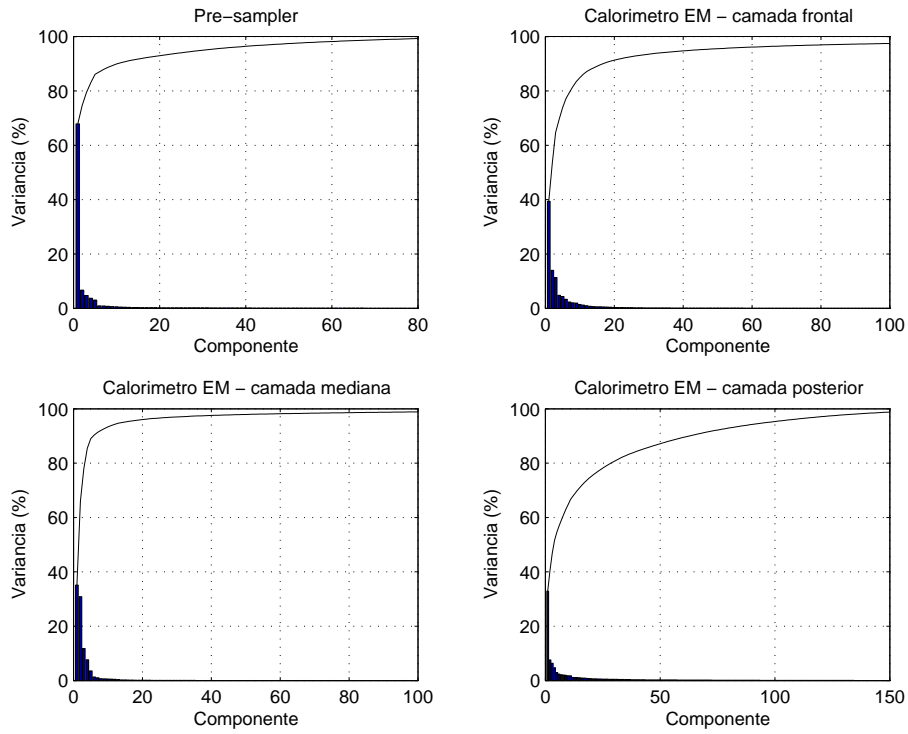 Pre−sampler
100
80
60
40
20
0
0 20 40 60 80
Variancia (%)
Componente
Calorimetro EM − camada frontal
100
80
60
40
20
0
0 20 40 60 80 100
Variancia (%)
Componente
Calorimetro EM − camada mediana
100
80
60
40
20
0
0 20 40 60 80 100
Variancia (%)
Componente
Calorimetro EM − camada posterior
100
80
60
40
20
0
0 50 100 150
Variancia (%)
Componente